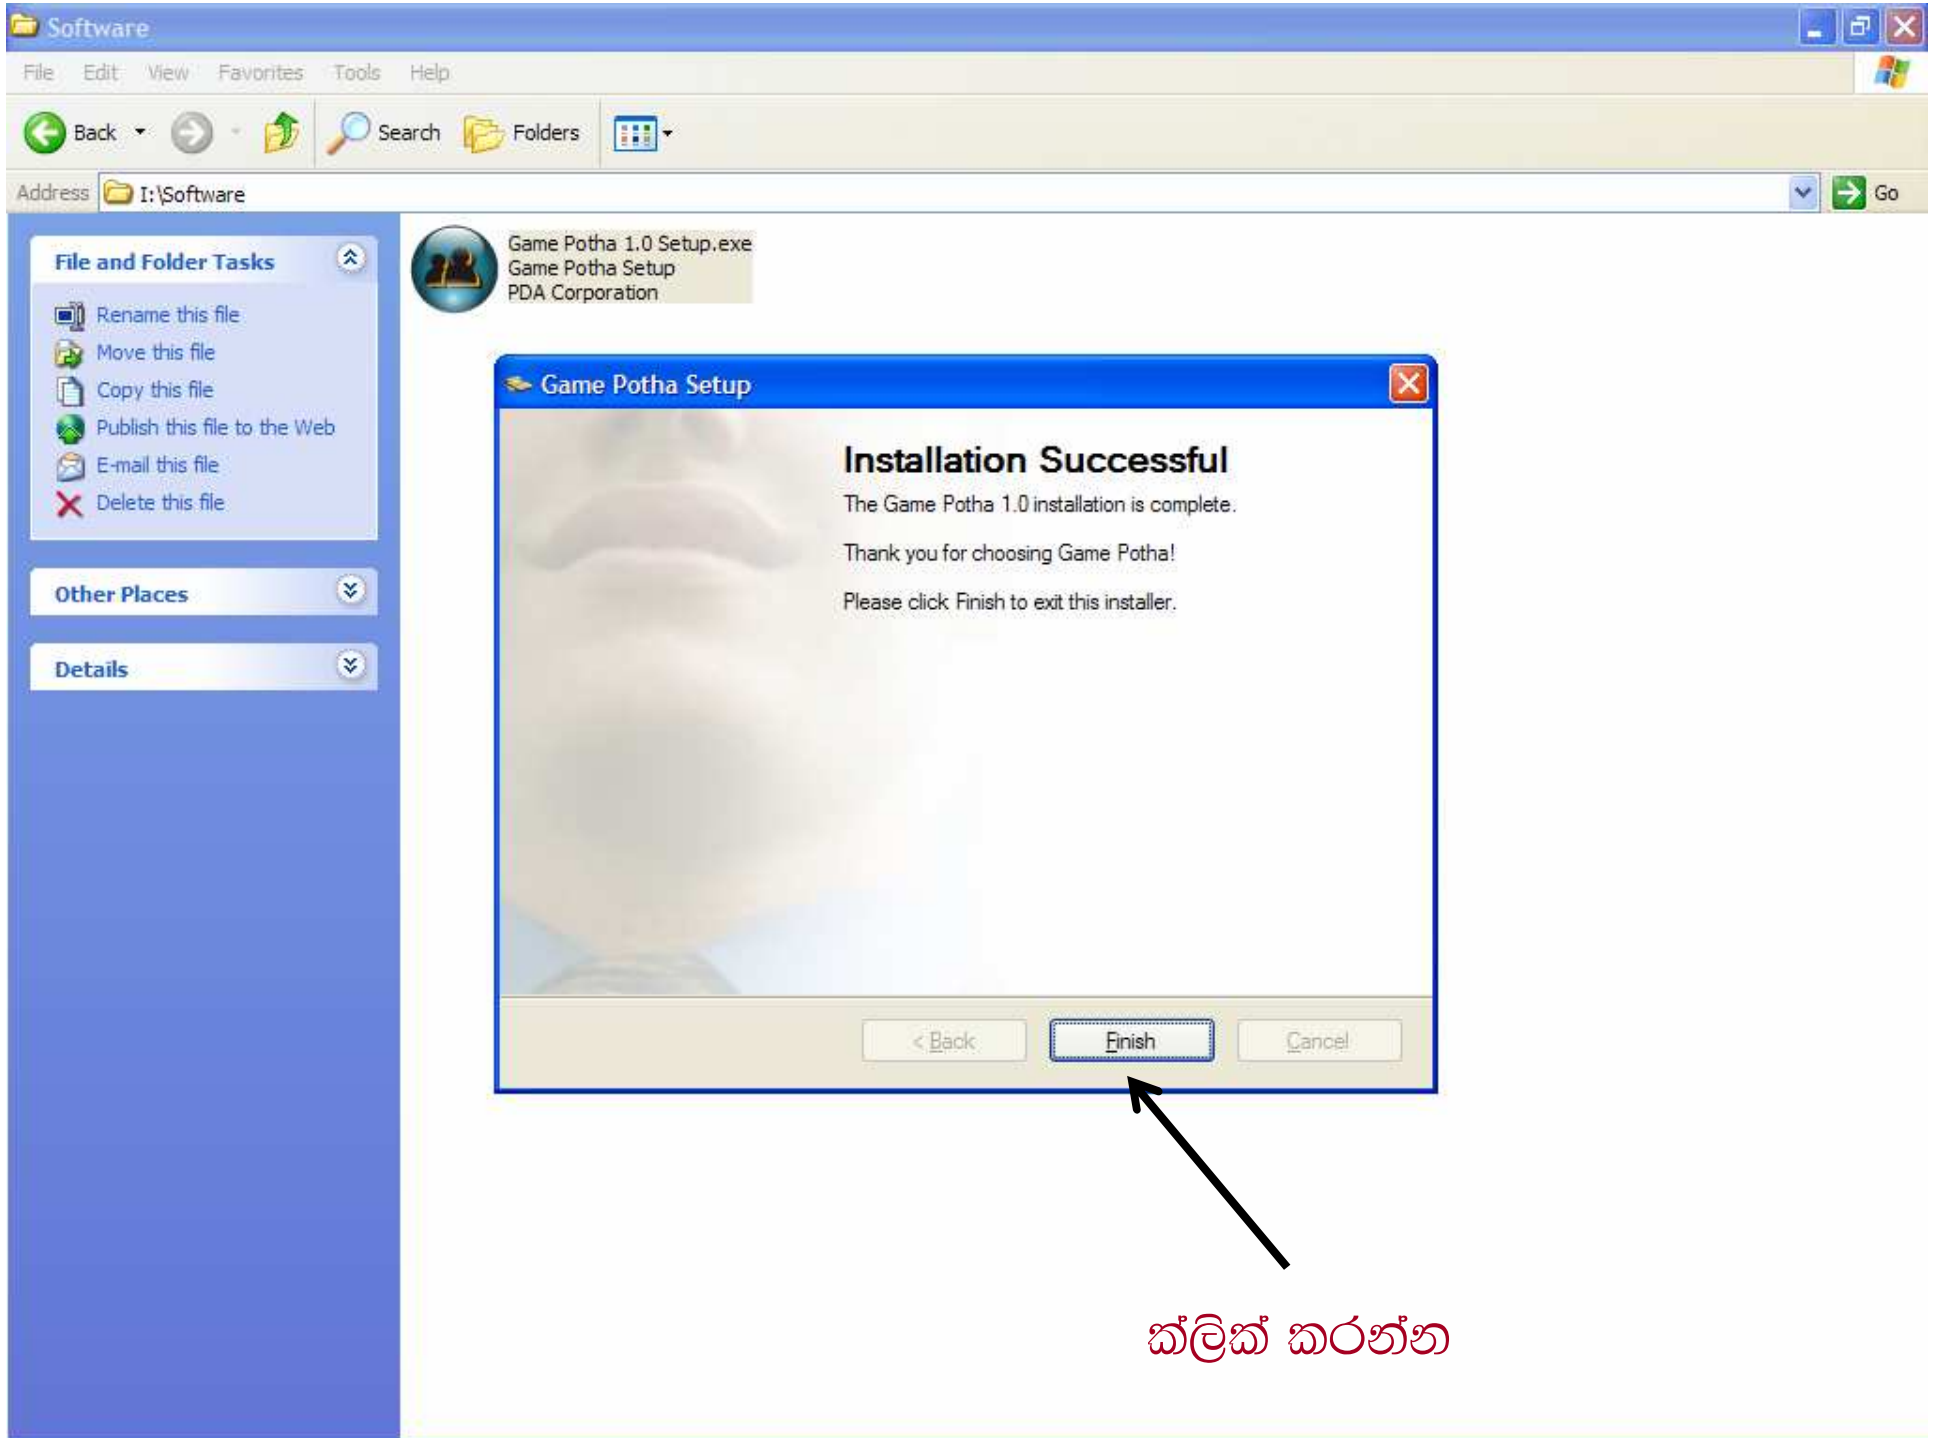 Software
File Edit View Favorites Tools Help
Back Search Folders
Address I:\Software Go
File and Folder Tasks
Rename this file
Move this file
Copy this file
Publish this file to the Web
E-mail this file
Delete this file
Other Places
Details
Game Potha 1.0 Setup.exe
Game Potha Setup
PDA Corporation
Game Potha Setup
Installation Successful
The Game Potha 1.0 installation is complete.
Thank you for choosing Game Potha!
Please click Finish to exit this installer.
< Back Finish Cancel
ක්ලික් කරන්න